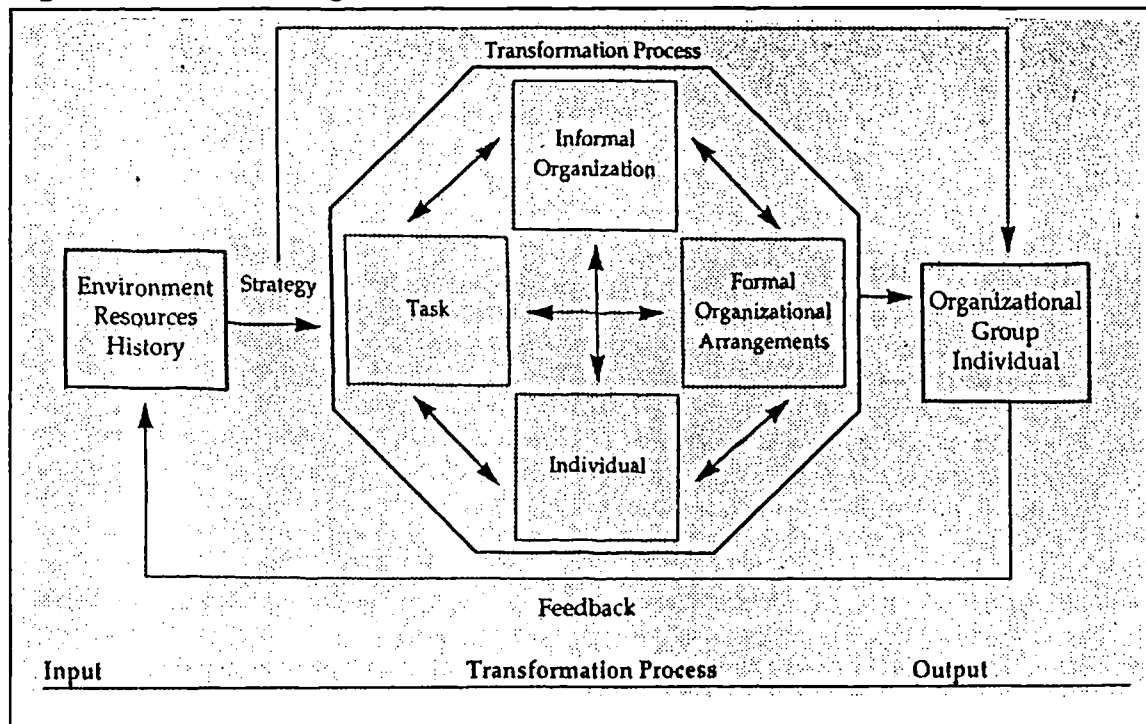 Transformation Process
Informal
Organization
Environment
Resources
History
Strategy
Task
Formal
Organizational
Arrangements
Organizational
Group
Individual
Individual
Feedback
Input
Transformation Process
Output